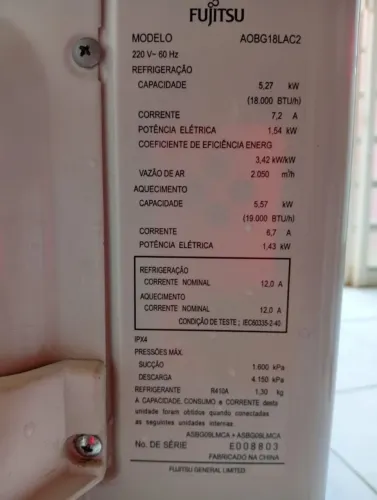 FUJITSU
MODELO AOBG18LAC2
220 V~ 60 Hz
REFRIGERAÇÃO
CAPACIDADE 5,27 kW
(18.000 BTU/h)
CORRENTE 7,2 A
POTÊNCIA ELÉTRICA 1,54 kW
COEFICIENTE DE EFICIÊNCIA ENERG
3,42 kW/kW
VAZÃO DE AR 2.050 m³/h
AQUECIMENTO
CAPACIDADE 5,57 kW
(19.000 BTU/h)
CORRENTE 6,7 A
POTÊNCIA ELÉTRICA 1,43 kW
REFRIGERAÇÃO
CORRENTE NOMINAL 12,0 A
AQUECIMENTO
CORRENTE NOMINAL 12,0 A
CONDIÇÃO DE TESTE ; IEC60335-2-40
IPX4
PRESSÕES MÁX.
SUCÇÃO 1.600 kPa
DESCARGA 4.150 kPa
REFRIGERANTE R410A 1,30 kg
A CAPACIDADE, CONSUMO e CORRENTE desta
unidade foram obtidos quando conectadas
as seguintes unidades internas:
ASBG09LMCA + ASBG09LMCA
No. DE SÉRIE E008803
FABRICADO NA CHINA
FUJITSU GENERAL LIMITED